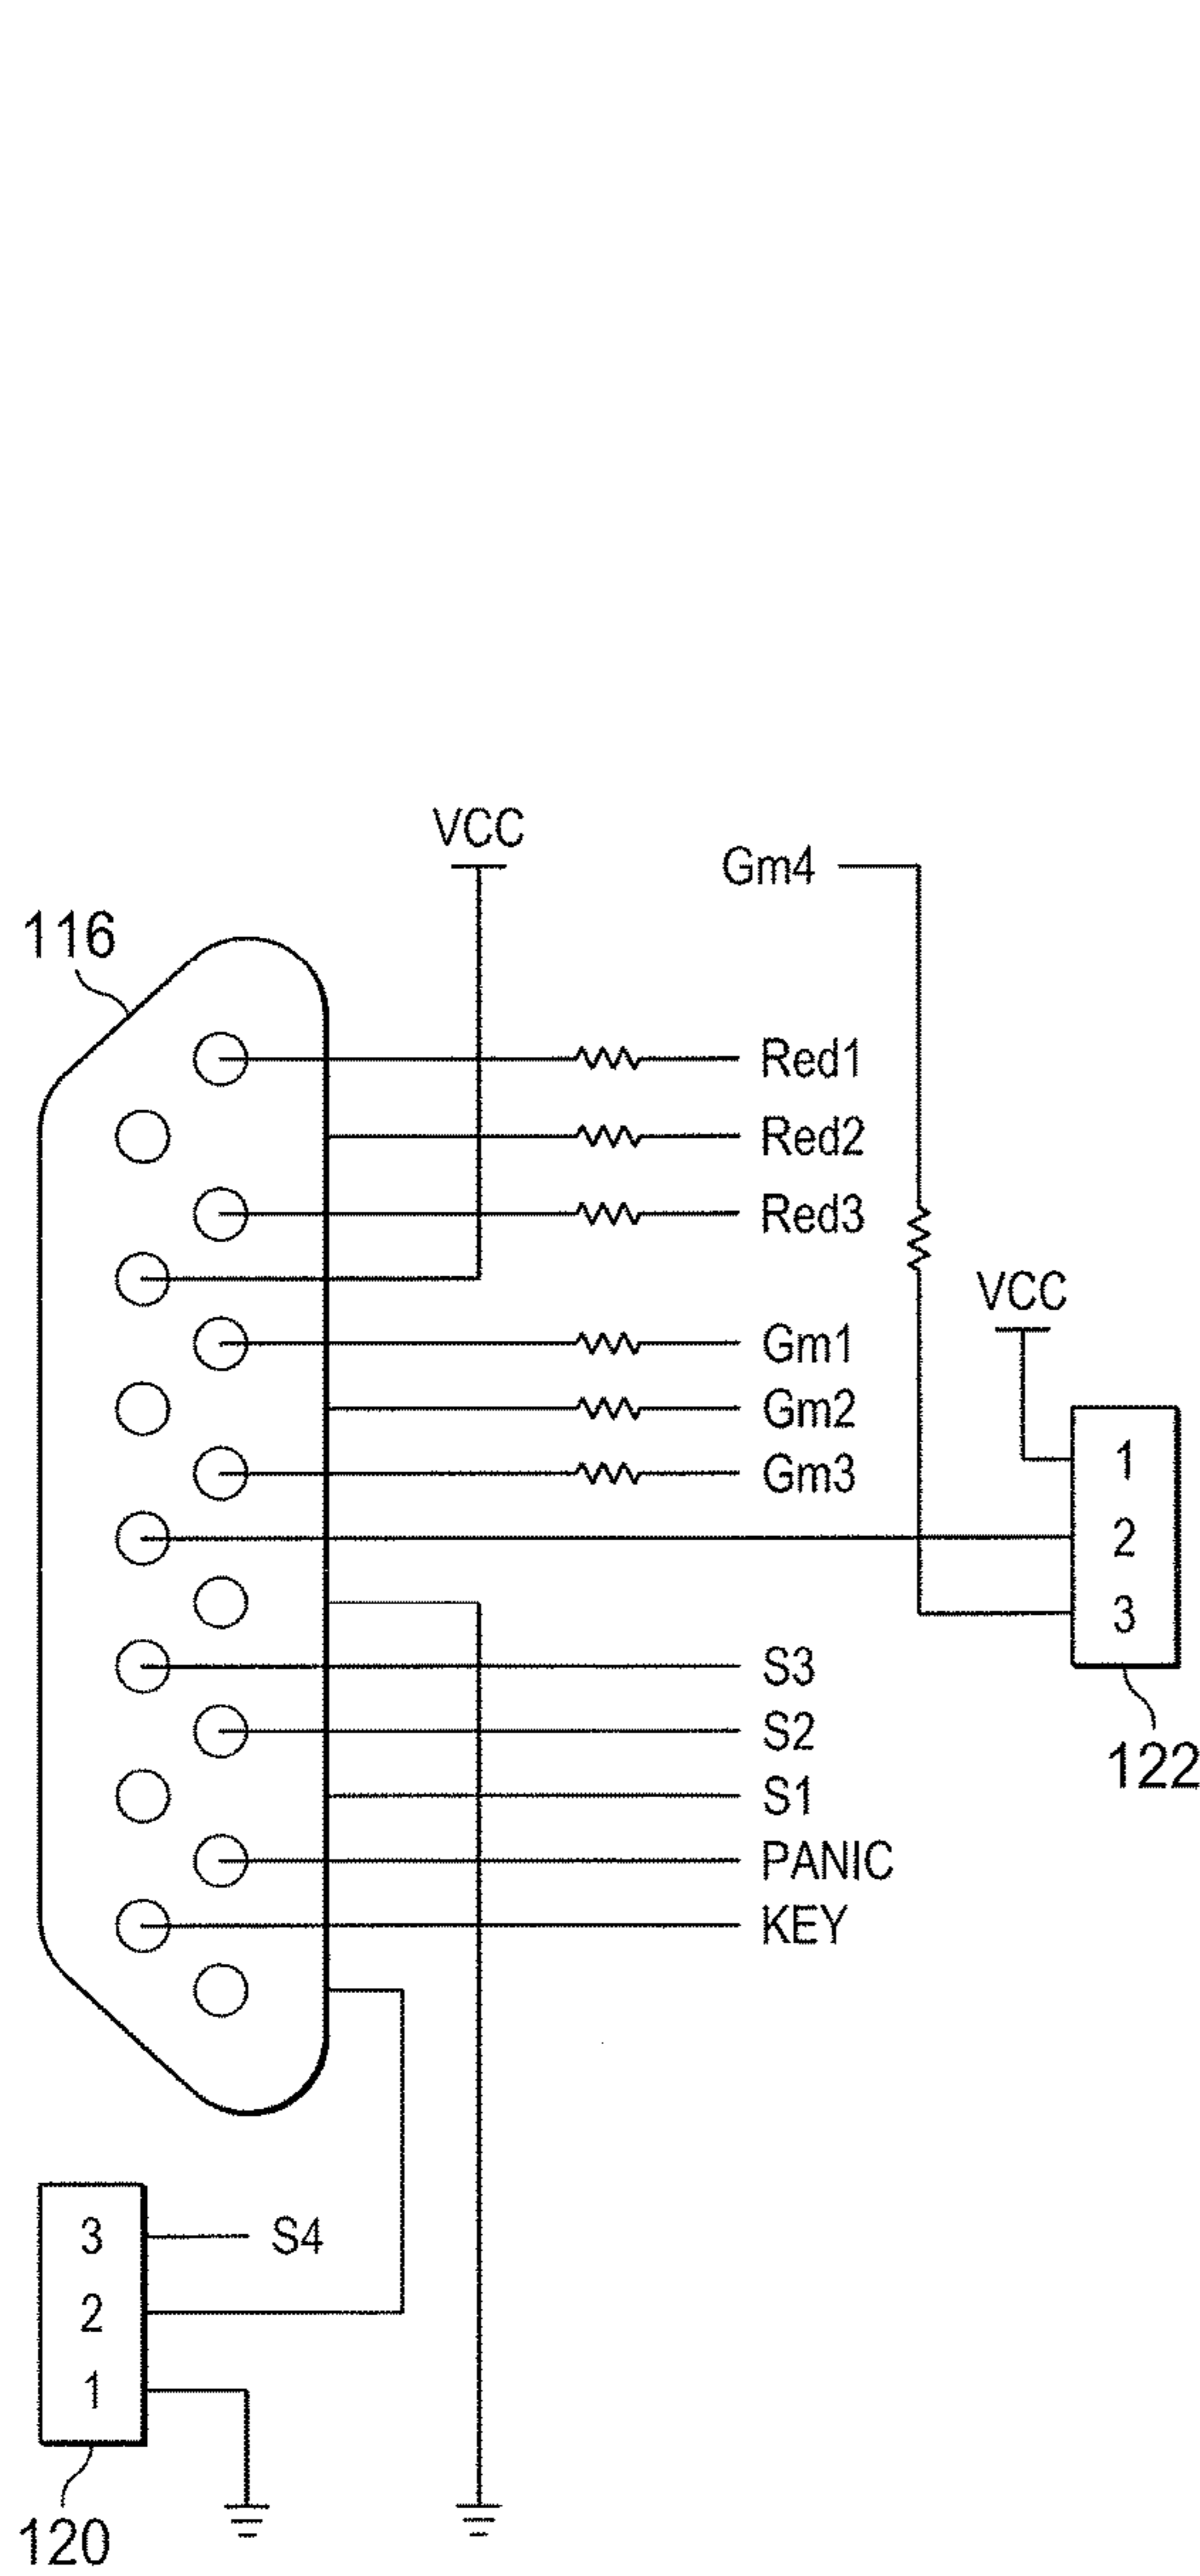 VCC
Gm4
116
Red1
Red2
Red3
VCC
Gm1
Gm2
Gm3
1
2
3
S3
S2
122
S1
PANIC
KEY
3 S4
2
1
120